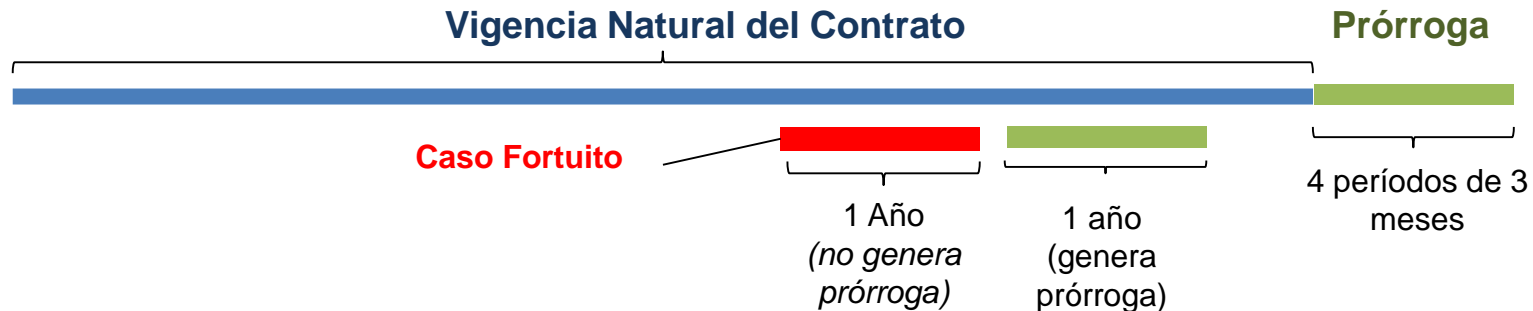 Vigencia Natural del Contrato
Prórroga
Caso Fortuito
1 Año
(no genera
prórroga)
1 año
(genera
prórroga)
4 períodos de 3
meses